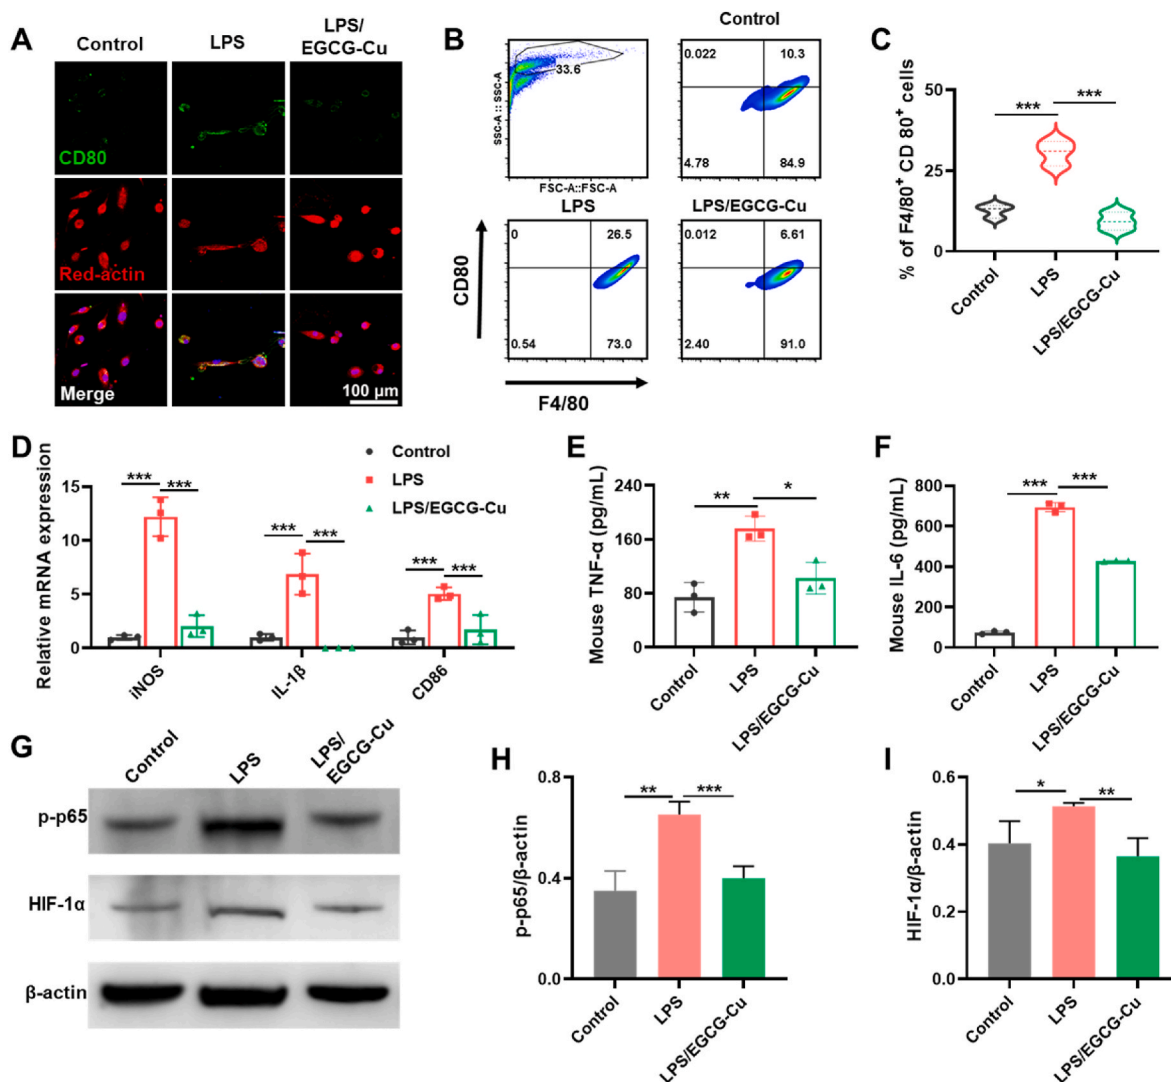 A
Control
LPS
LPS/
EGCG-Cu
CD80
Red-actin
Merge
100 μm
B
Control
33.6
SSC-A :: SSC-A
FSC-A::FSC-A
0.022
10.3
4.78
84.9
LPS
LPS/EGCG-Cu
0
26.5
0.54
73.0
0.012
6.61
2.40
91.0
CD80
F4/80
C
% of F4/80+ CD 80+ cells
50
25
0
***
***
Control
LPS
LPS/EGCG-Cu
D
Relative mRNA expression
15
10
5
0
*** ***
*** ***
*** ***
Control
LPS
LPS/EGCG-Cu
iNOS
IL-1β
CD86
E
Mouse TNF-α (pg/mL)
240
160
80
0
**
*
Control
LPS
LPS/EGCG-Cu
F
Mouse IL-6 (pg/mL)
800
600
400
200
0
***
***
Control
LPS
LPS/EGCG-Cu
G
Control
LPS
LPS/
EGCG-Cu
p-p65
HIF-1α
β-actin
H
p-p65/β-actin
0.8
0.4
0.0
**
***
Control
LPS
LPS/EGCG-Cu
I
HIF-1α/β-actin
0.6
0.4
0.2
0.0
*
**
Control
LPS
LPS/EGCG-Cu